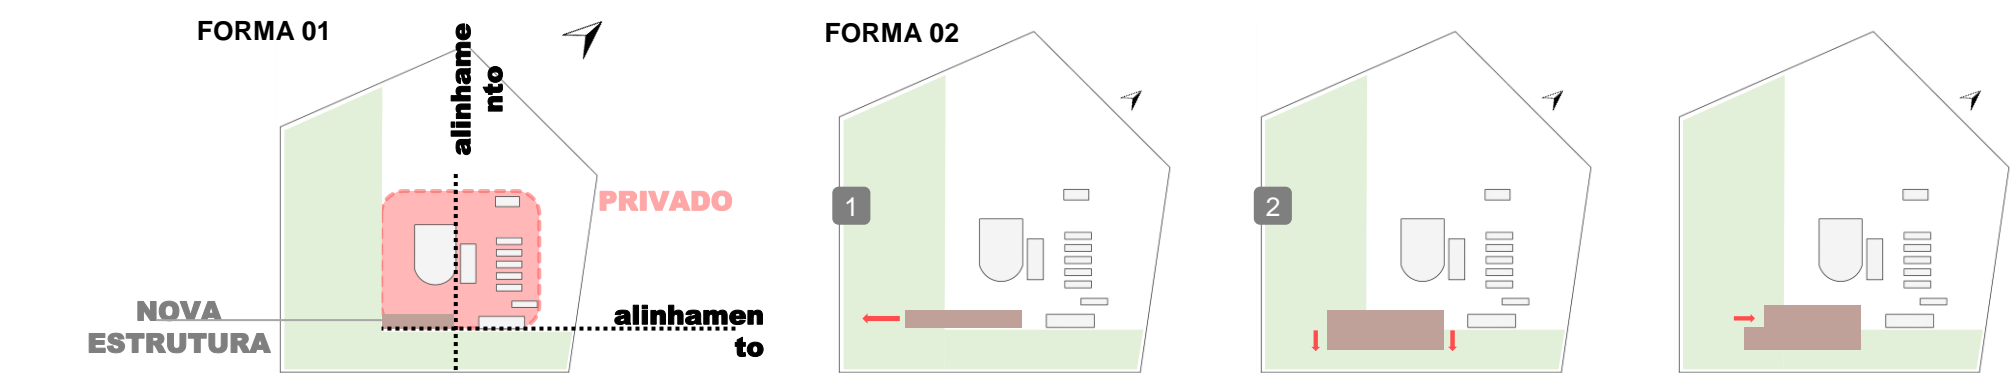 FORMA 01
alinhame
nto
PRIVADO
NOVA
ESTRUTURA
alinhamen
to
FORMA 02
1
2